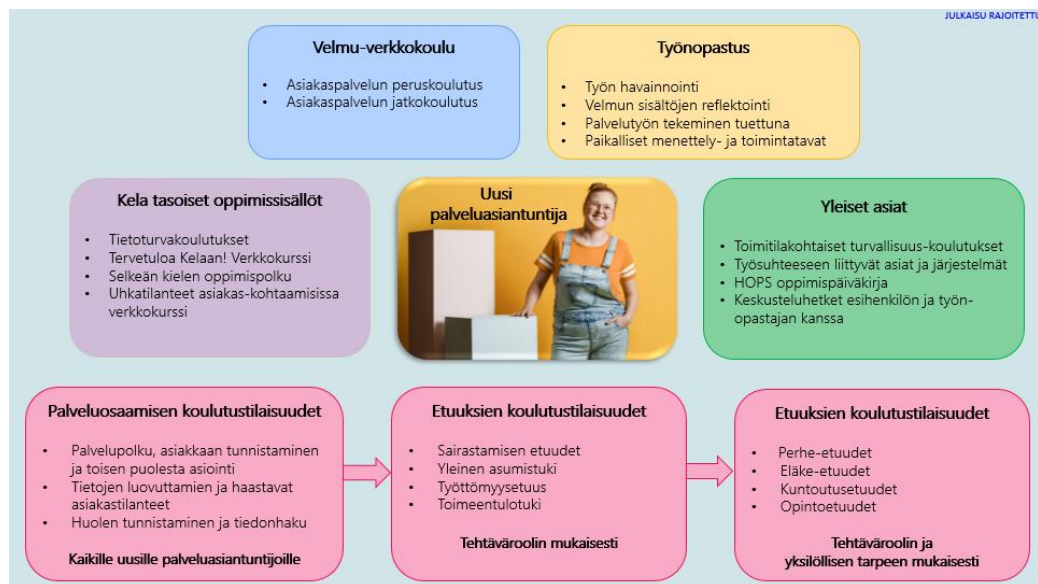 JULKAISU RAJOITETTU
Velmu-verkkokoulu
• Asiakaspalvelun peruskoulutus
• Asiakaspalvelun jatkokoulutus
Työnopastus
• Työn havainnointi
• Velmun sisältöjen reflektointi
• Palvelutyön tekeminen tuettuna
• Paikalliset menettely- ja toimintatavat
Kela tasoiset oppimissisällöt
• Tietoturvakoulutukset
• Tervetuloa Kelaan! Verkkokurssi
• Selkeän kielen oppimispolku
• Uhkatilanteet asiakas-kohtaamisissa
verkkokurssi
Uusi
palveluasiantuntija
Yleiset asiat
• Toimitilakohtaiset turvallisuus-koulutukset
• Työsuhteeseen liittyvät asiat ja järjestelmät
• HOPS oppimispäiväkirja
• Keskusteluhetket esihenkilön ja työn-
opastajan kanssa
Palveluosaamisen koulutustilaisuudet
• Palvelupolku, asiakkaan tunnistaminen
ja toisen puolesta asiointi
• Tietojen luovuttamien ja haastavat
asiakastilanteet
• Huolen tunnistaminen ja tiedonhaku
Kaikille uusille palveluasiantuntijoille
Etuuksien koulutustilaisuudet
• Sairastamisen etuudet
• Yleinen asumistuki
• Työttömyysetuus
• Toimeentulotuki
Tehtäväroolin mukaisesti
Etuuksien koulutustilaisuudet
• Perhe-etuudet
• Eläke-etuudet
• Kuntoutusetuudet
• Opintoetuudet
Tehtäväroolin ja
yksilöllisen tarpeen mukaisesti